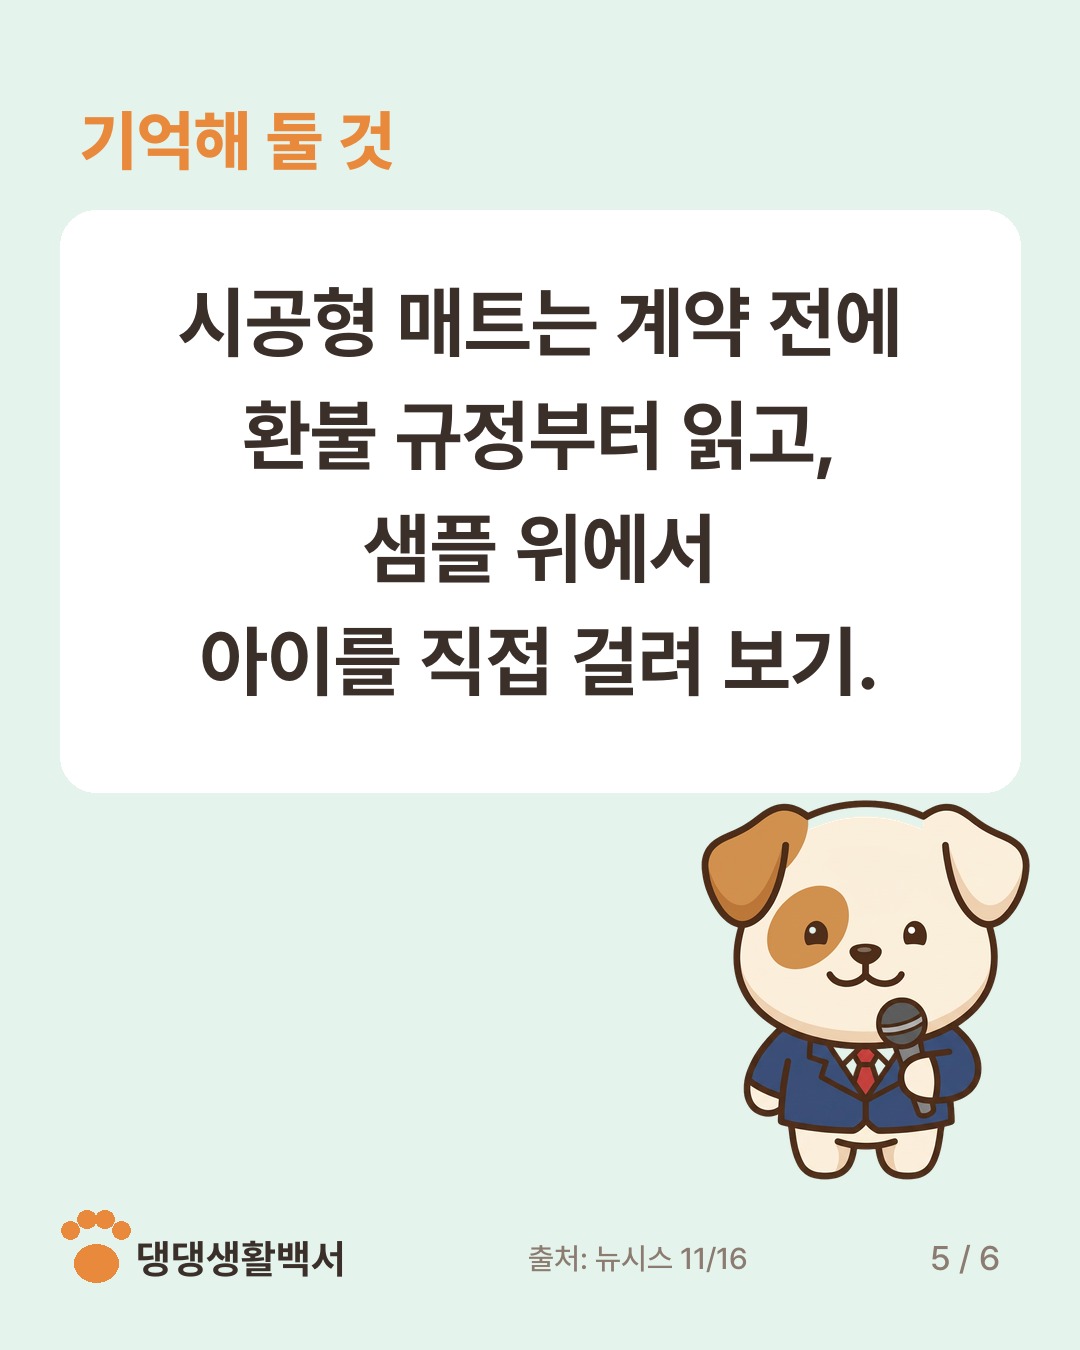 기억해 둘 것
시공형 매트는 계약 전에
환불 규정부터 읽고,
샘플 위에서
아이를 직접 걸려 보기.
댕댕생활백서
출처: 뉴시스 11/16
5 / 6